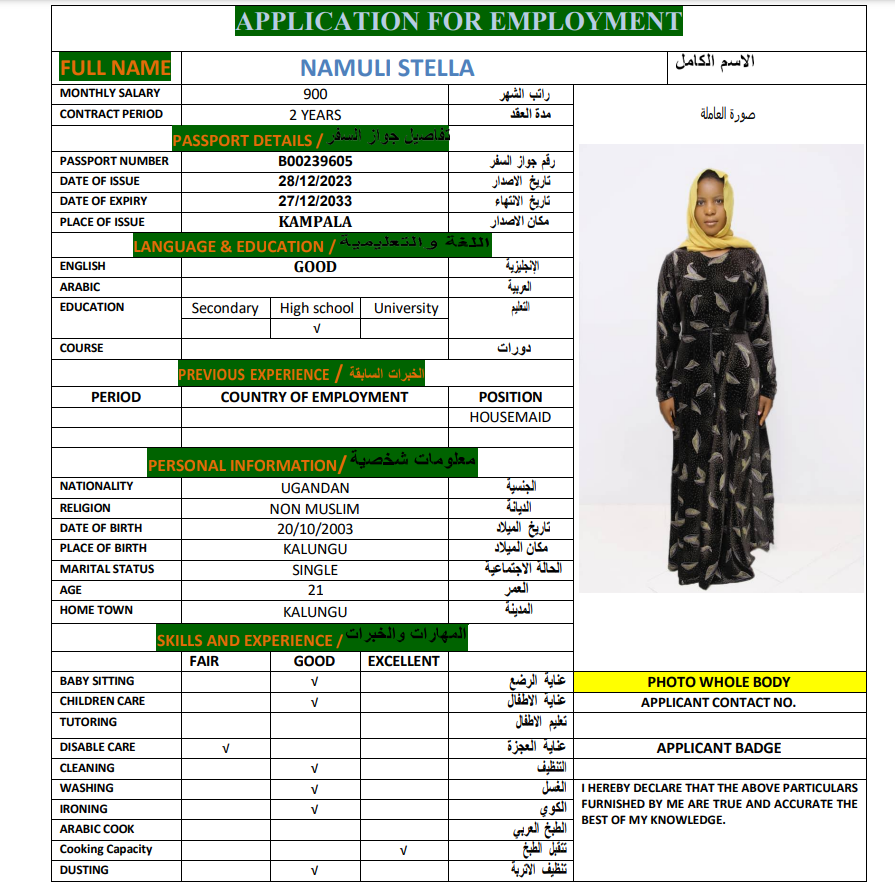 APPLICATION FOR EMPLOYMENT
FULL NAME NAMULI STELLA الاسم الكامل
MONTHLY SALARY 900 راتب الشهر
CONTRACT PERIOD 2 YEARS مدة العقد
صورة العاملة
PASSPORT DETAILS / تفاصيل جواز السفر
PASSPORT NUMBER B00239605 رقم جواز السفر
DATE OF ISSUE 28/12/2023 تاريخ الاصدار
DATE OF EXPIRY 27/12/2033 تاريخ الانتهاء
PLACE OF ISSUE KAMPALA مكان الاصدار
LANGUAGE & EDUCATION / اللغة والتعليمية
ENGLISH GOOD الإنجليزية
ARABIC العربية
EDUCATION Secondary High school University التعليم
√
COURSE دورات
PREVIOUS EXPERIENCE / الخبرات السابقة
PERIOD COUNTRY OF EMPLOYMENT POSITION
HOUSEMAID
PERSONAL INFORMATION/ معلومات شخصية
NATIONALITY UGANDAN الجنسية
RELIGION NON MUSLIM الديانة
DATE OF BIRTH 20/10/2003 تاريخ الميلاد
PLACE OF BIRTH KALUNGU مكان الميلاد
MARITAL STATUS SINGLE الحالة الاجتماعية
AGE 21 العمر
HOME TOWN KALUNGU المدينة
SKILLS AND EXPERIENCE / المهارات والخبرات
FAIR GOOD EXCELLENT
BABY SITTING √ عناية الرضع
CHILDREN CARE √ عناية الاطفال
TUTORING تعليم الاطفال
DISABLE CARE √ عناية العجزة
CLEANING √ التنظيف
WASHING √ الغسل
IRONING √ الكوي
ARABIC COOK الطبخ العربي
Cooking Capacity √ تتقبل الطبخ
DUSTING √ تنظيف الاتربة
PHOTO WHOLE BODY
APPLICANT CONTACT NO.
APPLICANT BADGE
I HEREBY DECLARE THAT THE ABOVE PARTICULARS
FURNISHED BY ME ARE TRUE AND ACCURATE THE
BEST OF MY KNOWLEDGE.